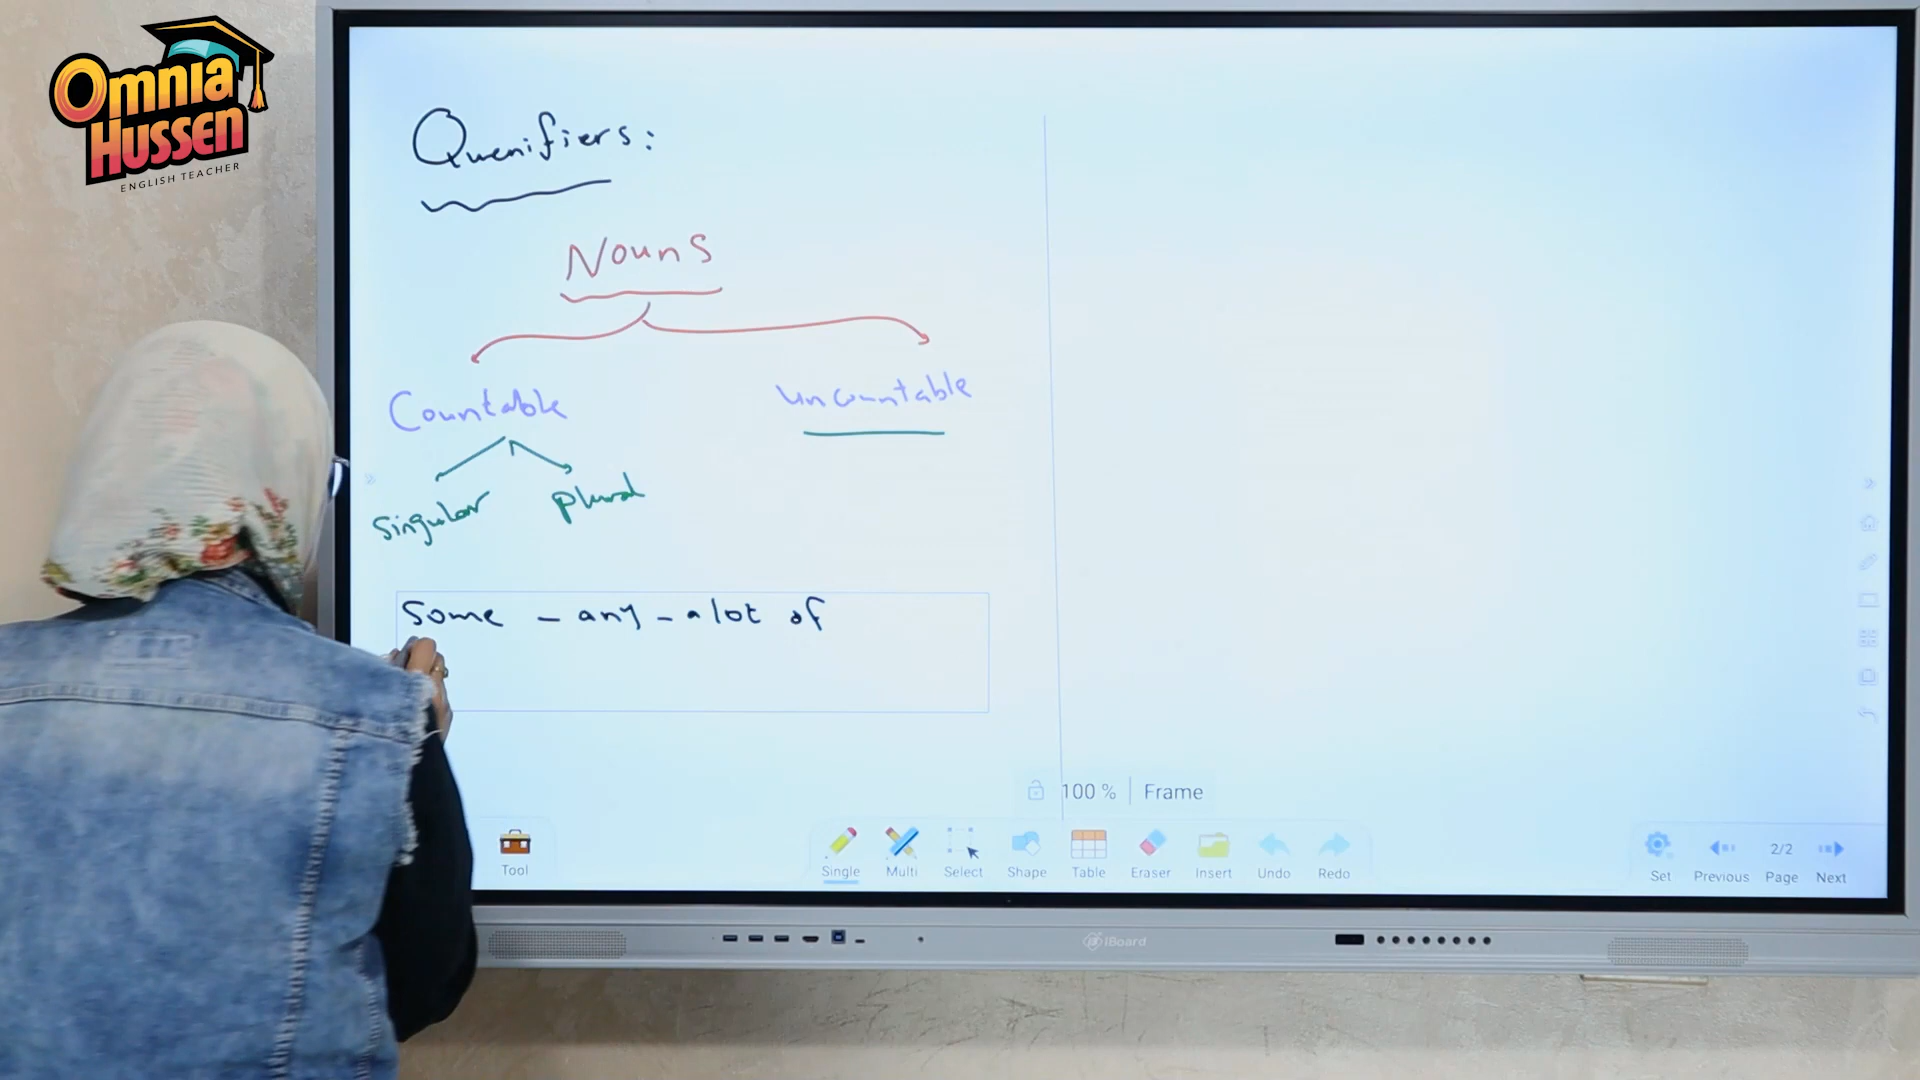 Omnia
Hussen
ENGLISH TEACHER
Quenifiers:
Nouns
Countable
uncountable
singular
plural
some - any - a lot of
100 %
Frame
Tool
Single
Multi
Select
Shape
Table
Eraser
Insert
Undo
Redo
Set
Previous
2/2
Page
Next
IBoard